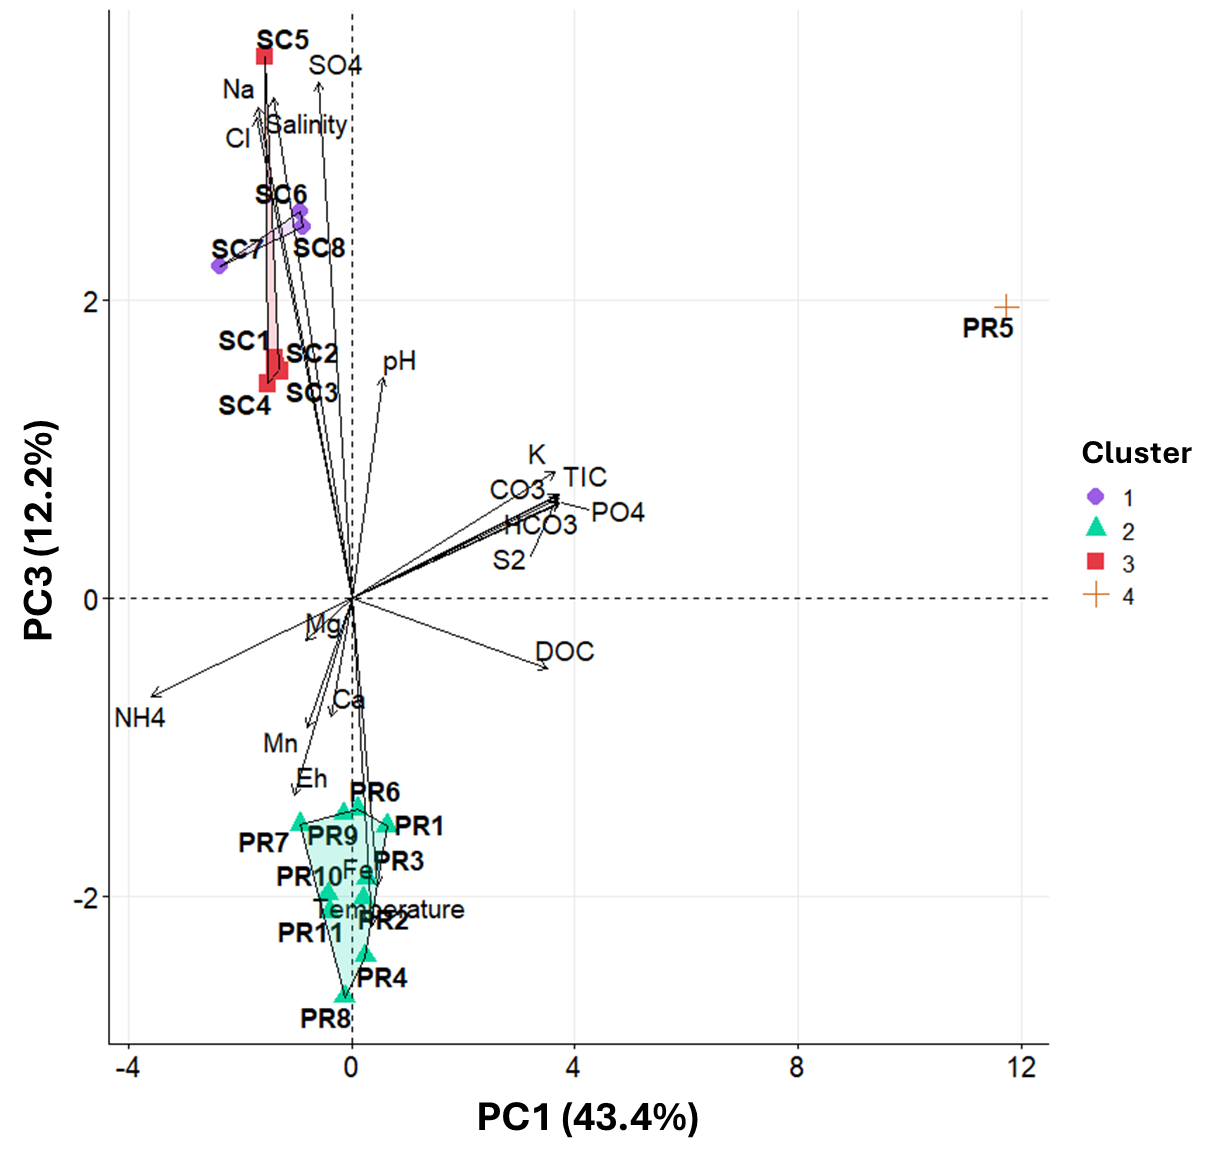 SC5
SO4
Na
Salinity
Cl
SC6
SC7
SC8
2
PR5
SC1
SC2
pH
SC3
SC4
K
TIC
CO3
PO4
HCO3
S2
0
Mg
DOC
Ca
NH4
Mn
Eh
PR6
PR1
PR9
PR7
PR3
Fe
PR10
-2
Temperature
PR2
PR11
PR4
PR8
-4
0
4
8
12
PC1 (43.4%)
PC3 (12.2%)
Cluster
1
2
3
4